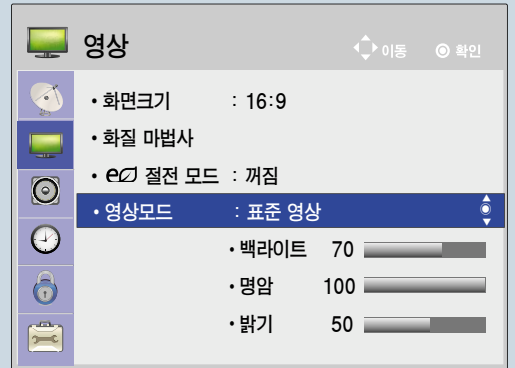 영상 이동 확인
• 화면크기 : 16:9
• 화질 마법사
• e 절전 모드 : 꺼짐
• 영상모드 : 표준 영상
• 백라이트 70
• 명암 100
• 밝기 50